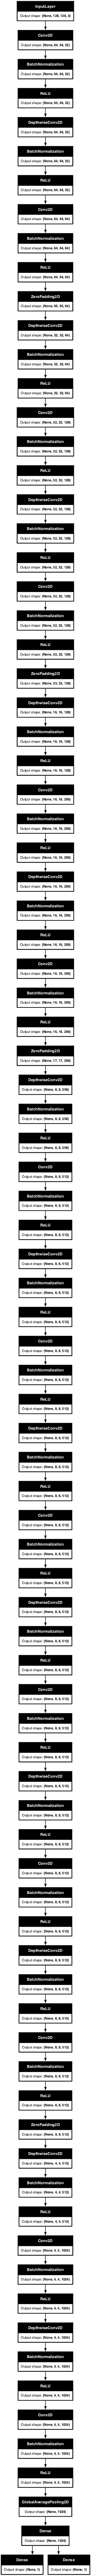 InputLayer
Output shape: (None, 128, 128, 3)
Conv2D
Output shape: (None, 64, 64, 32)
BatchNormalization
Output shape: (None, 64, 64, 32)
ReLU
Output shape: (None, 64, 64, 32)
DepthwiseConv2D
Output shape: (None, 64, 64, 32)
BatchNormalization
Output shape: (None, 64, 64, 32)
ReLU
Output shape: (None, 64, 64, 32)
Conv2D
Output shape: (None, 64, 64, 64)
BatchNormalization
Output shape: (None, 64, 64, 64)
ReLU
Output shape: (None, 64, 64, 64)
ZeroPadding2D
Output shape: (None, 65, 65, 64)
DepthwiseConv2D
Output shape: (None, 32, 32, 64)
BatchNormalization
Output shape: (None, 32, 32, 64)
ReLU
Output shape: (None, 32, 32, 64)
Conv2D
Output shape: (None, 32, 32, 128)
BatchNormalization
Output shape: (None, 32, 32, 128)
ReLU
Output shape: (None, 32, 32, 128)
DepthwiseConv2D
Output shape: (None, 32, 32, 128)
BatchNormalization
Output shape: (None, 32, 32, 128)
ReLU
Output shape: (None, 32, 32, 128)
Conv2D
Output shape: (None, 32, 32, 128)
BatchNormalization
Output shape: (None, 32, 32, 128)
ReLU
Output shape: (None, 32, 32, 128)
ZeroPadding2D
Output shape: (None, 33, 33, 128)
DepthwiseConv2D
Output shape: (None, 16, 16, 128)
BatchNormalization
Output shape: (None, 16, 16, 128)
ReLU
Output shape: (None, 16, 16, 128)
Conv2D
Output shape: (None, 16, 16, 256)
BatchNormalization
Output shape: (None, 16, 16, 256)
ReLU
Output shape: (None, 16, 16, 256)
DepthwiseConv2D
Output shape: (None, 16, 16, 256)
BatchNormalization
Output shape: (None, 16, 16, 256)
ReLU
Output shape: (None, 16, 16, 256)
Conv2D
Output shape: (None, 16, 16, 256)
BatchNormalization
Output shape: (None, 16, 16, 256)
ReLU
Output shape: (None, 16, 16, 256)
ZeroPadding2D
Output shape: (None, 17, 17, 256)
DepthwiseConv2D
Output shape: (None, 8, 8, 256)
BatchNormalization
Output shape: (None, 8, 8, 256)
ReLU
Output shape: (None, 8, 8, 256)
Conv2D
Output shape: (None, 8, 8, 512)
BatchNormalization
Output shape: (None, 8, 8, 512)
ReLU
Output shape: (None, 8, 8, 512)
DepthwiseConv2D
Output shape: (None, 8, 8, 512)
BatchNormalization
Output shape: (None, 8, 8, 512)
ReLU
Output shape: (None, 8, 8, 512)
Conv2D
Output shape: (None, 8, 8, 512)
BatchNormalization
Output shape: (None, 8, 8, 512)
ReLU
Output shape: (None, 8, 8, 512)
DepthwiseConv2D
Output shape: (None, 8, 8, 512)
BatchNormalization
Output shape: (None, 8, 8, 512)
ReLU
Output shape: (None, 8, 8, 512)
Conv2D
Output shape: (None, 8, 8, 512)
BatchNormalization
Output shape: (None, 8, 8, 512)
ReLU
Output shape: (None, 8, 8, 512)
DepthwiseConv2D
Output shape: (None, 8, 8, 512)
BatchNormalization
Output shape: (None, 8, 8, 512)
ReLU
Output shape: (None, 8, 8, 512)
Conv2D
Output shape: (None, 8, 8, 512)
BatchNormalization
Output shape: (None, 8, 8, 512)
ReLU
Output shape: (None, 8, 8, 512)
DepthwiseConv2D
Output shape: (None, 8, 8, 512)
BatchNormalization
Output shape: (None, 8, 8, 512)
ReLU
Output shape: (None, 8, 8, 512)
Conv2D
Output shape: (None, 8, 8, 512)
BatchNormalization
Output shape: (None, 8, 8, 512)
ReLU
Output shape: (None, 8, 8, 512)
DepthwiseConv2D
Output shape: (None, 8, 8, 512)
BatchNormalization
Output shape: (None, 8, 8, 512)
ReLU
Output shape: (None, 8, 8, 512)
Conv2D
Output shape: (None, 8, 8, 512)
BatchNormalization
Output shape: (None, 8, 8, 512)
ReLU
Output shape: (None, 8, 8, 512)
ZeroPadding2D
Output shape: (None, 9, 9, 512)
DepthwiseConv2D
Output shape: (None, 4, 4, 512)
BatchNormalization
Output shape: (None, 4, 4, 512)
ReLU
Output shape: (None, 4, 4, 512)
Conv2D
Output shape: (None, 4, 4, 1024)
BatchNormalization
Output shape: (None, 4, 4, 1024)
ReLU
Output shape: (None, 4, 4, 1024)
DepthwiseConv2D
Output shape: (None, 4, 4, 1024)
BatchNormalization
Output shape: (None, 4, 4, 1024)
ReLU
Output shape: (None, 4, 4, 1024)
Conv2D
Output shape: (None, 4, 4, 1024)
BatchNormalization
Output shape: (None, 4, 4, 1024)
ReLU
Output shape: (None, 4, 4, 1024)
GlobalAveragePooling2D
Output shape: (None, 1024)
Dense
Output shape: (None, 1024)
Dense Dense
Output shape: (None, 1) Output shape: (None, 1)